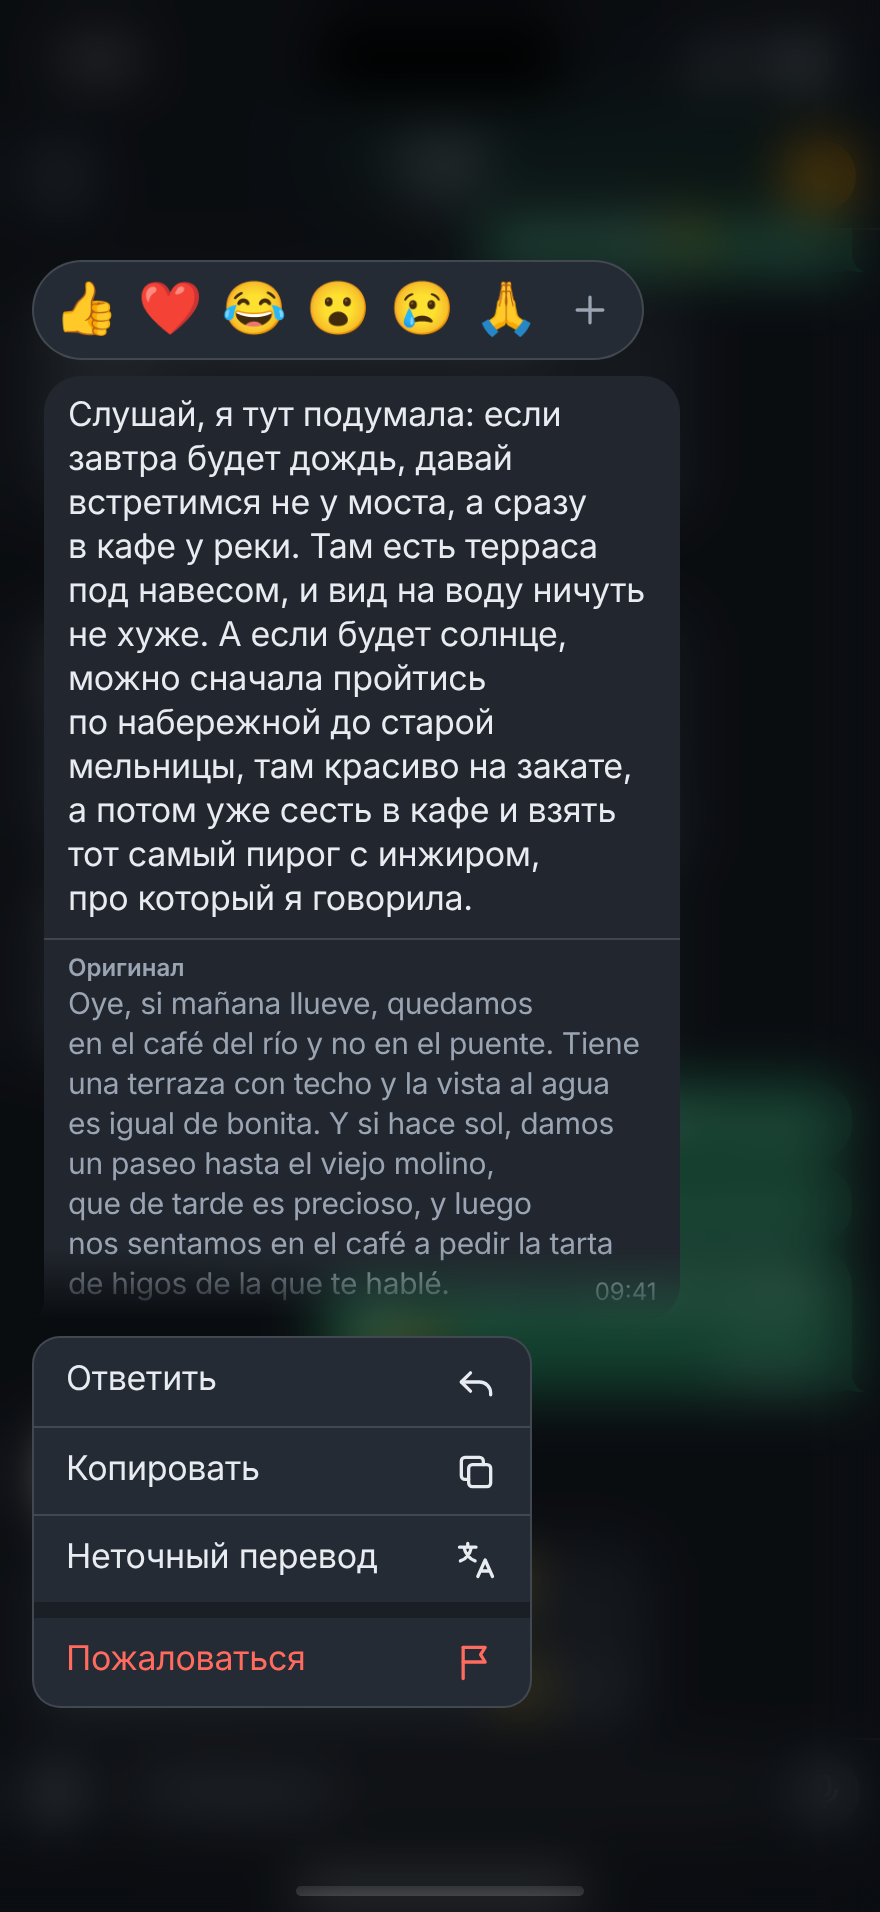 Слушай, я тут подумала: если
завтра будет дождь, давай
встретимся не у моста, а сразу
в кафе у реки. Там есть терраса
под навесом, и вид на воду ничуть
не хуже. А если будет солнце,
можно сначала пройтись
по набережной до старой
мельницы, там красиво на закате,
а потом уже сесть в кафе и взять
тот самый пирог с инжиром,
про который я говорила.
Оригинал
Oye, si mañana llueve, quedamos
en el café del río y no en el puente. Tiene
una terraza con techo y la vista al agua
es igual de bonita. Y si hace sol, damos
un paseo hasta el viejo molino,
que de tarde es precioso, y luego
nos sentamos en el café a pedir la tarta
de higos de la que te hablé.
09:41
Ответить
Копировать
Неточный перевод
Пожаловаться